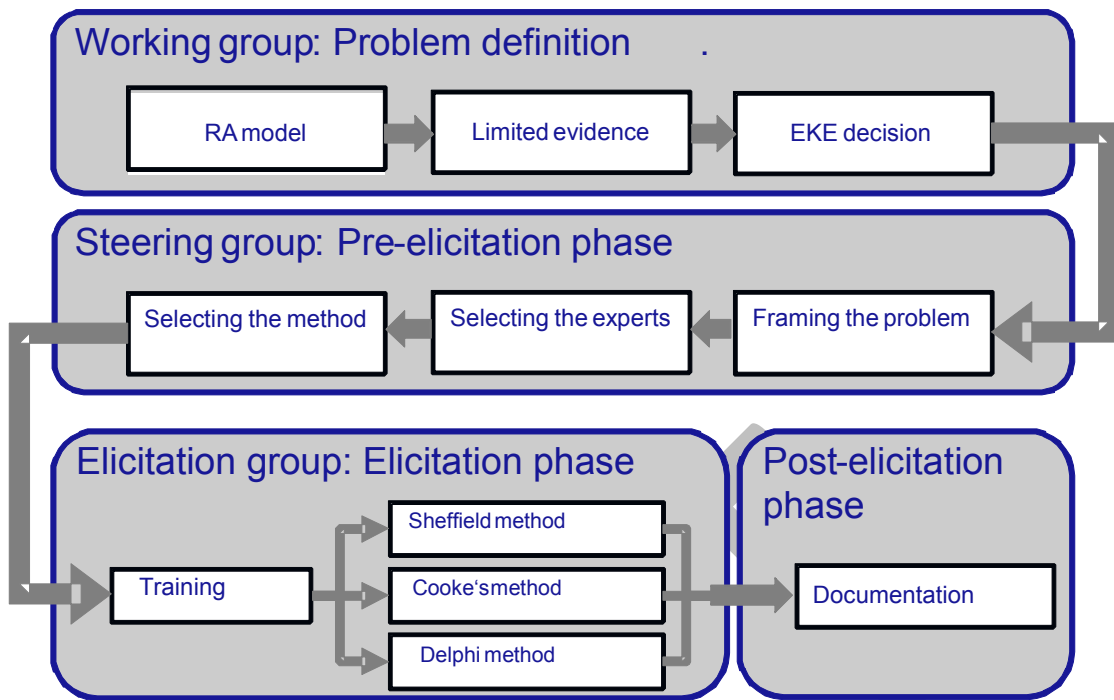 Working group: Problem definition .
RA model
Limited evidence
EKE decision
Steering group: Pre-elicitation phase
Selecting the method
Selecting the experts
Framing the problem
Elicitation group: Elicitation phase
Training
Sheffield method
Cooke‘s method
Delphi method
Post-elicitation
phase
Documentation